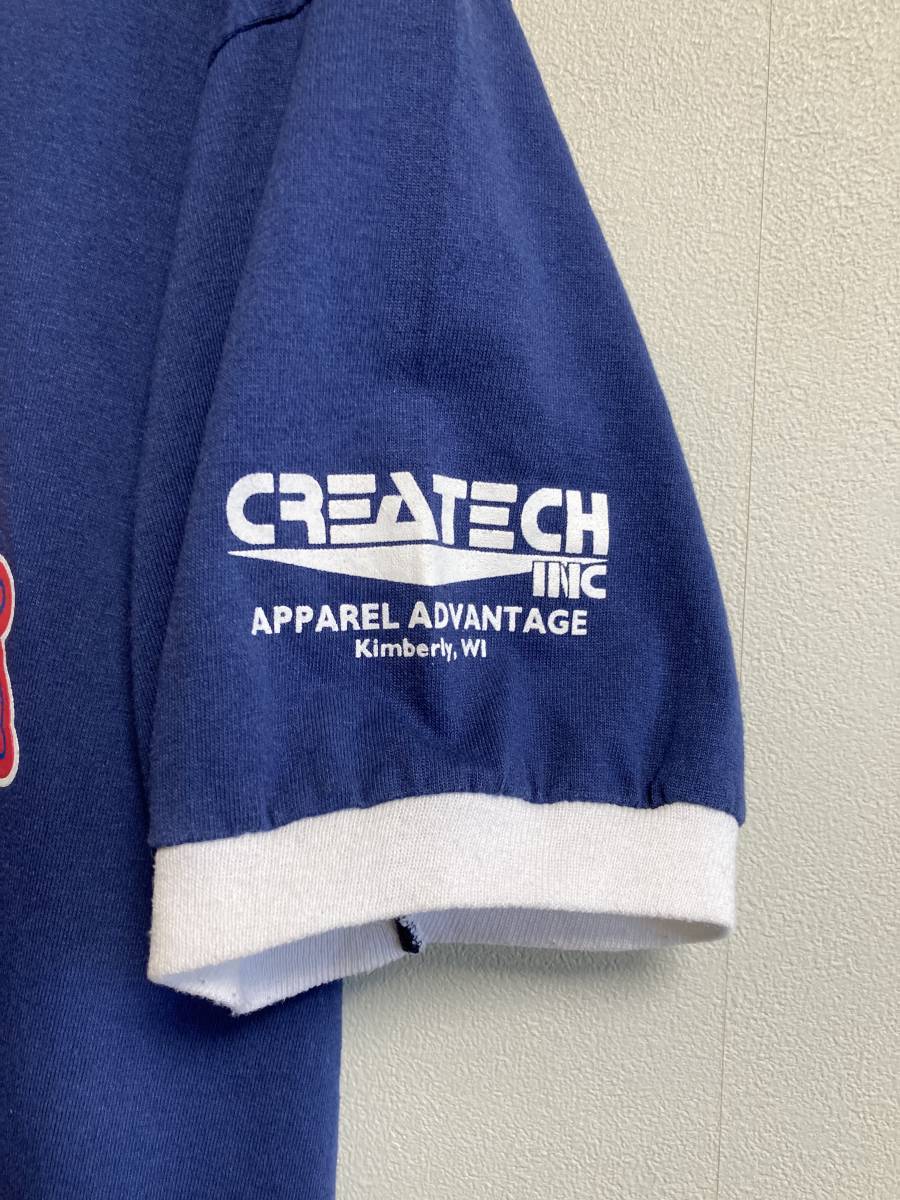 CREATECH
INC
APPAREL ADVANTAGE
Kimberly, WI